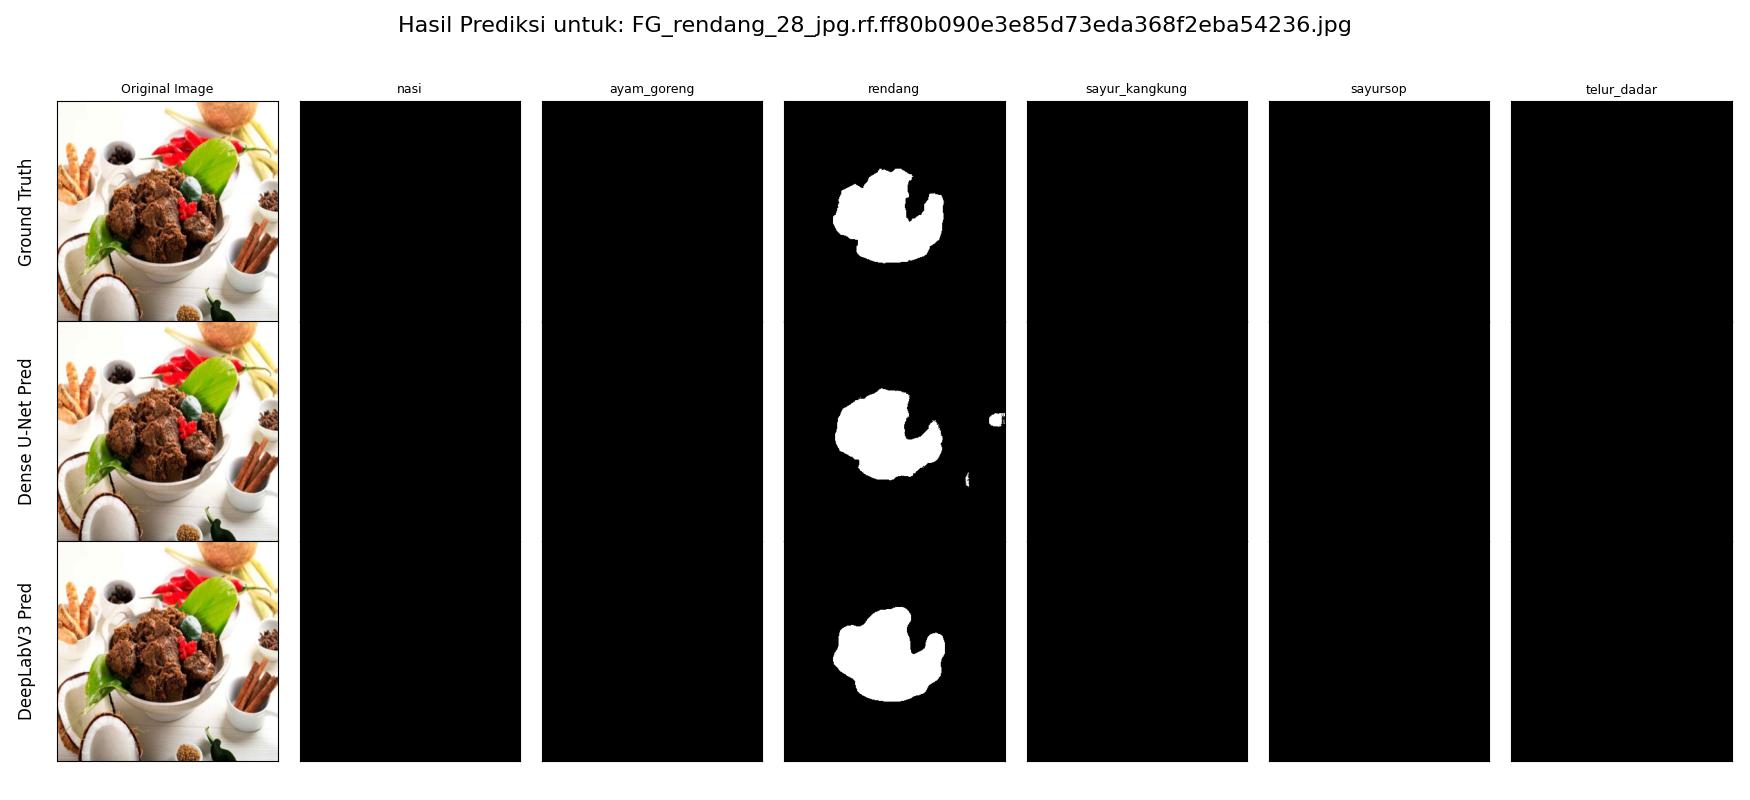 Hasil Prediksi untuk: FG_rendang_28_jpg.rf.ff80b090e3e85d73eda368f2eba54236.jpg
Original Image
nasi
ayam_goreng
rendang
sayur_kangkung
sayursop
telur_dadar
Ground Truth
Dense U-Net Pred
DeepLabV3 Pred